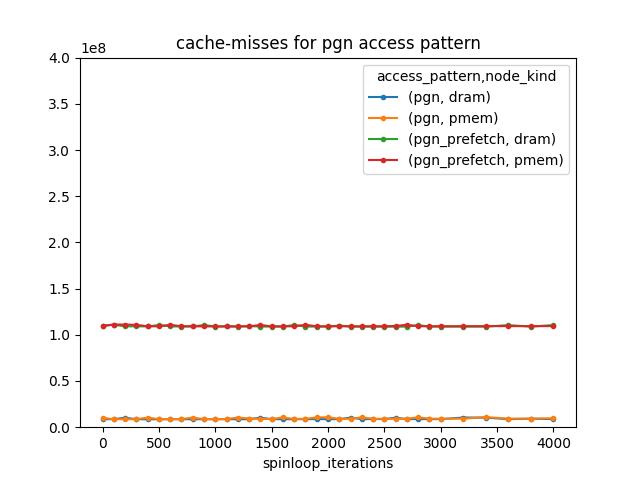 cache-misses for pgn access pattern
1e8
4.0
3.5
3.0
2.5
2.0
1.5
1.0
0.5
0.0
access_pattern,node_kind
(pgn, dram)
(pgn, pmem)
(pgn_prefetch, dram)
(pgn_prefetch, pmem)
0 500 1000 1500 2000 2500 3000 3500 4000
spinloop_iterations